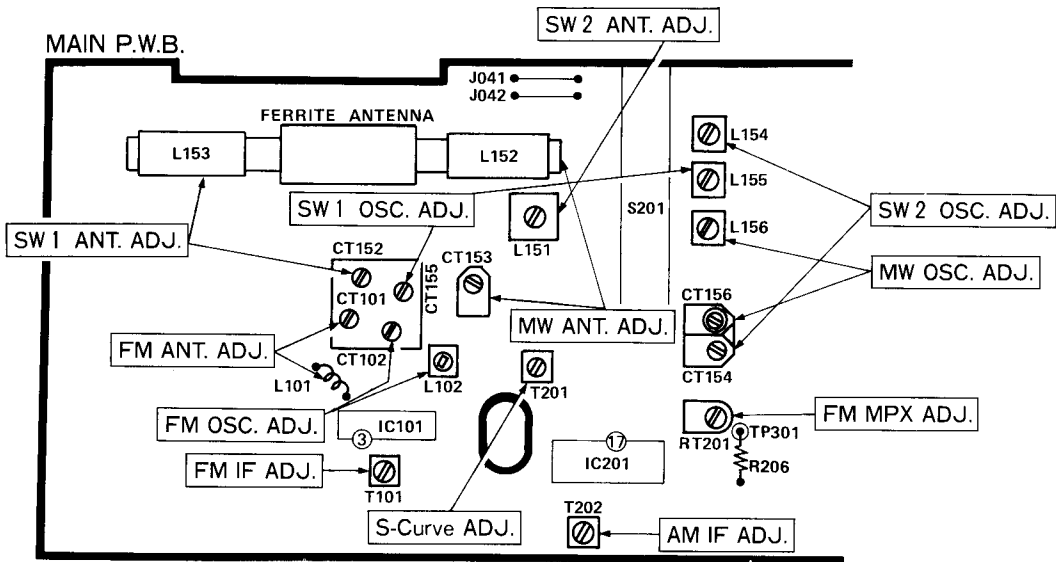 SW 2 ANT. ADJ.
MAIN P.W.B.
J041
J042
FERRITE ANTENNA
L153
L152
L154
L155
L156
S201
SW 1 OSC. ADJ.
SW 2 OSC. ADJ.
SW 1 ANT. ADJ.
L151
CT152
CT155
CT153
MW OSC. ADJ.
CT101
CT156
MW ANT. ADJ.
FM ANT. ADJ.
CT102
L101
L102
T201
CT154
FM OSC. ADJ.
IC101
3
17
IC201
RT201
TP301
FM MPX ADJ.
R206
FM IF ADJ.
T101
S-Curve ADJ.
T202
AM IF ADJ.